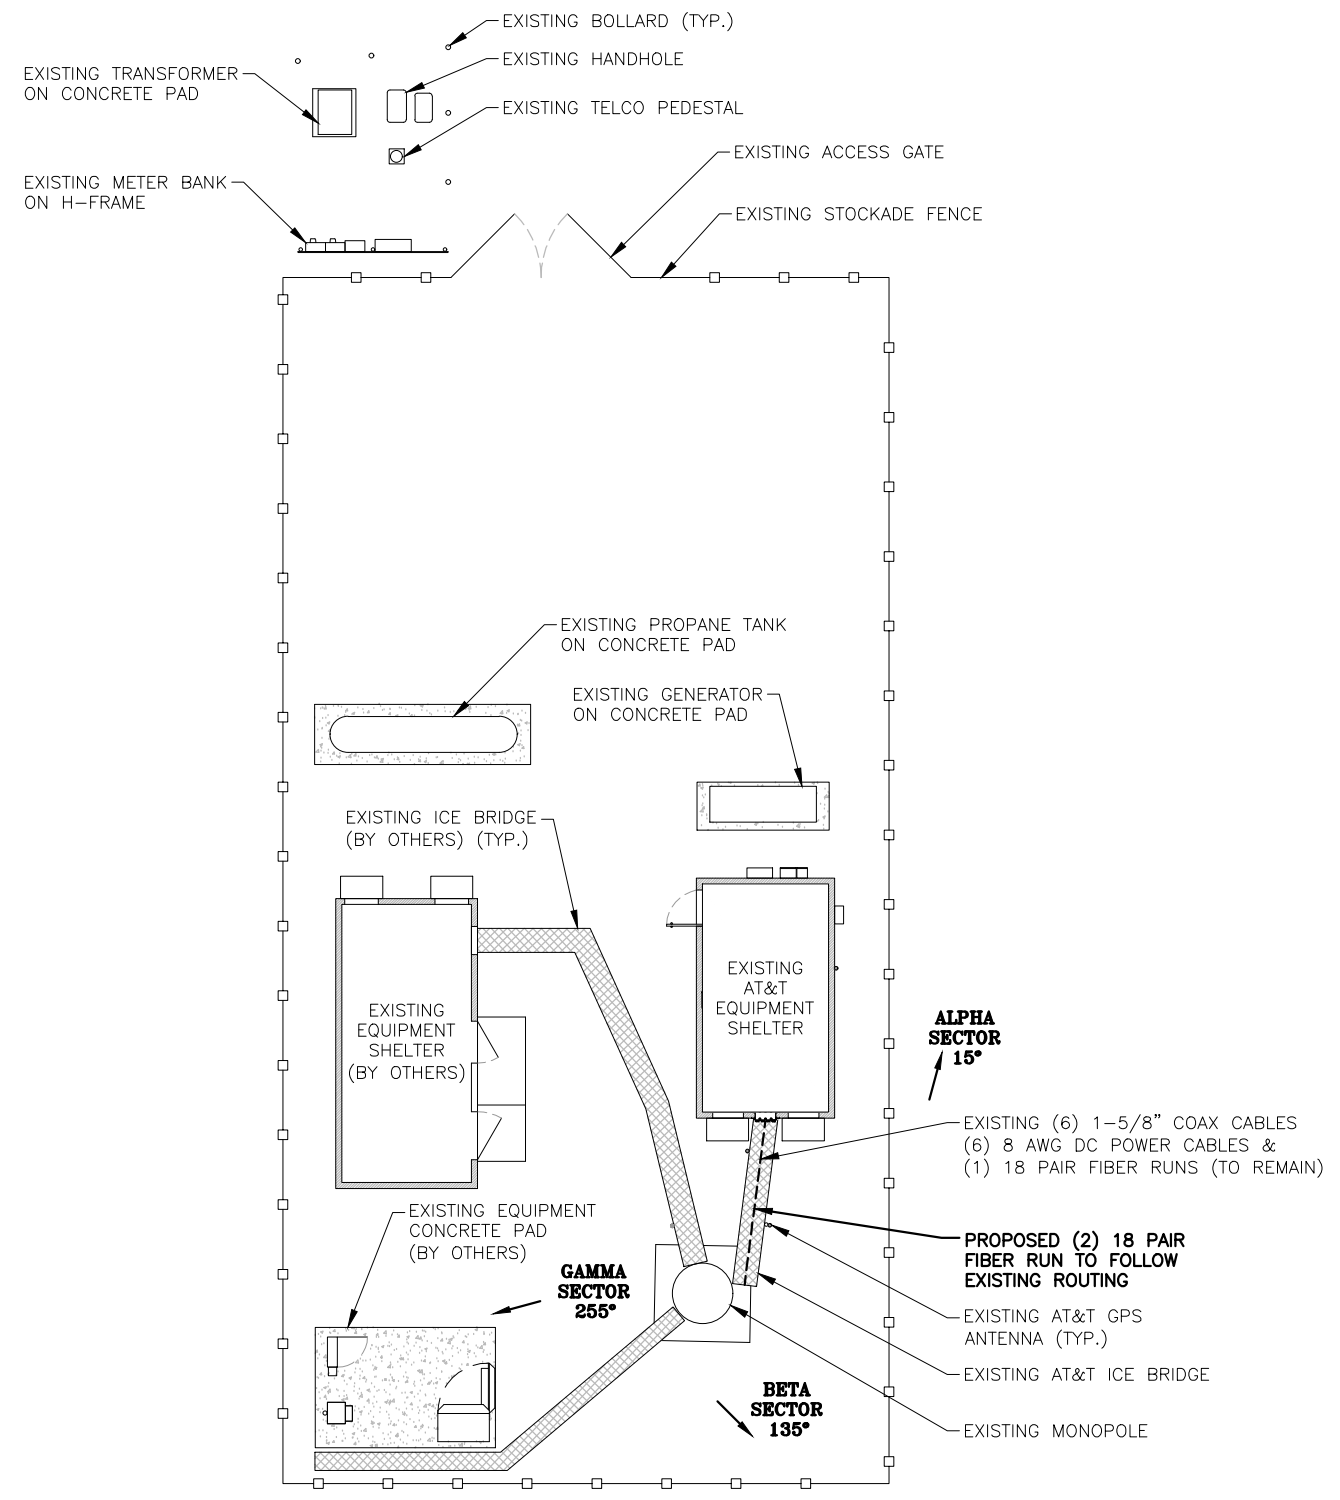 EXISTING BOLLARD (TYP.)
EXISTING HANDHOLE
EXISTING TRANSFORMER
ON CONCRETE PAD
EXISTING TELCO PEDESTAL
EXISTING ACCESS GATE
EXISTING METER BANK
ON H-FRAME
EXISTING STOCKADE FENCE
EXISTING PROPANE TANK
ON CONCRETE PAD
EXISTING GENERATOR
ON CONCRETE PAD
EXISTING ICE BRIDGE
(BY OTHERS) (TYP.)
EXISTING
AT&T
EQUIPMENT
SHELTER
EXISTING
EQUIPMENT
SHELTER
(BY OTHERS)
ALPHA
SECTOR
15°
EXISTING (6) 1-5/8" COAX CABLES
(6) 8 AWG DC POWER CABLES &
(1) 18 PAIR FIBER RUNS (TO REMAIN)
EXISTING EQUIPMENT
CONCRETE PAD
(BY OTHERS)
PROPOSED (2) 18 PAIR
FIBER RUN TO FOLLOW
EXISTING ROUTING
GAMMA
SECTOR
255°
EXISTING AT&T GPS
ANTENNA (TYP.)
EXISTING AT&T ICE BRIDGE
BETA
SECTOR
135°
EXISTING MONOPOLE